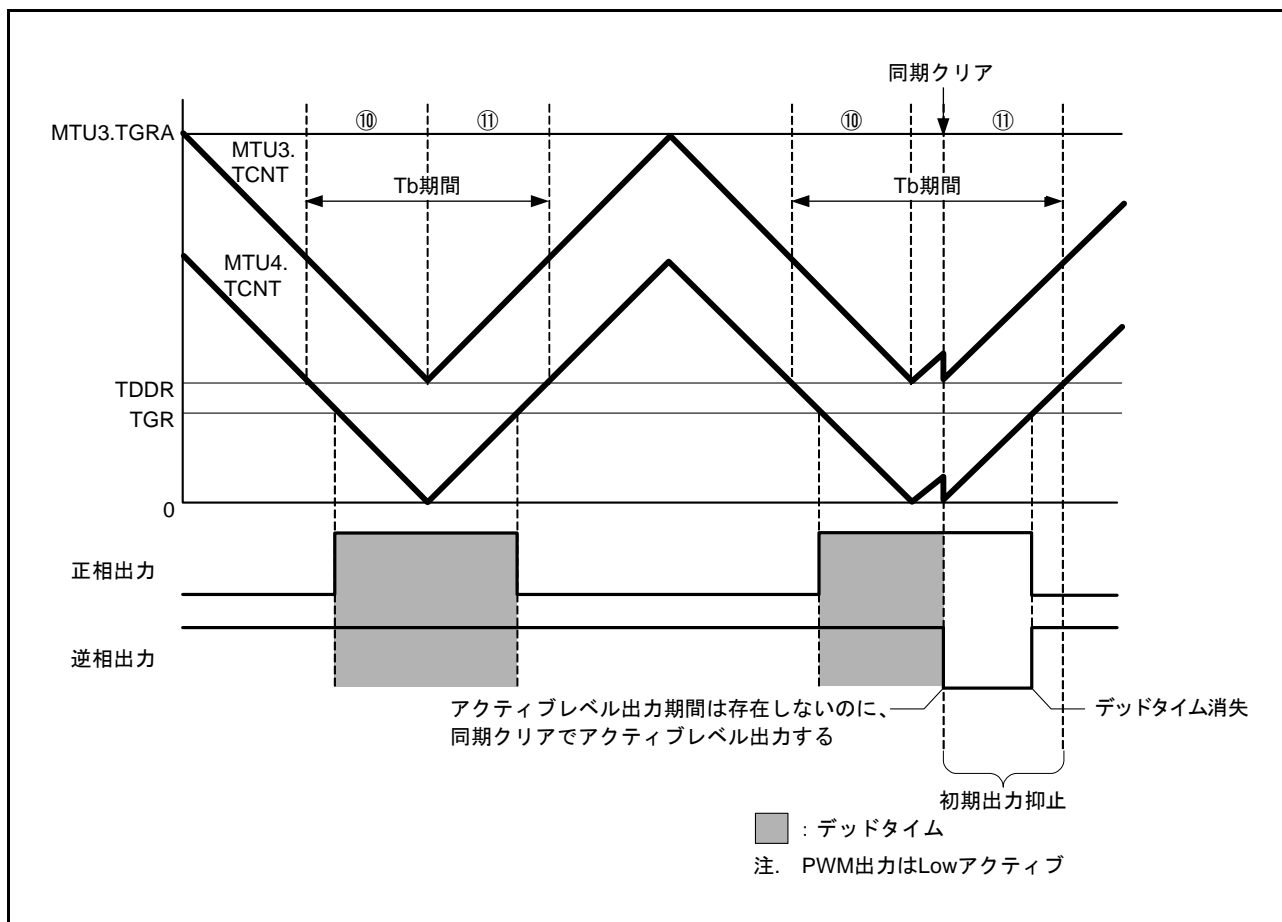 同期クリア
⑩
⑪
⑩
⑪
MTU3.TGRA
MTU3.
TCNT
Tb期間
Tb期間
MTU4.
TCNT
TDDR
TGR
0
正相出力
逆相出力
アクティブレベル出力期間は存在しないのに、
同期クリアでアクティブレベル出力する
デッドタイム消失
初期出力抑止
：デッドタイム
注. PWM出力はLowアクティブ